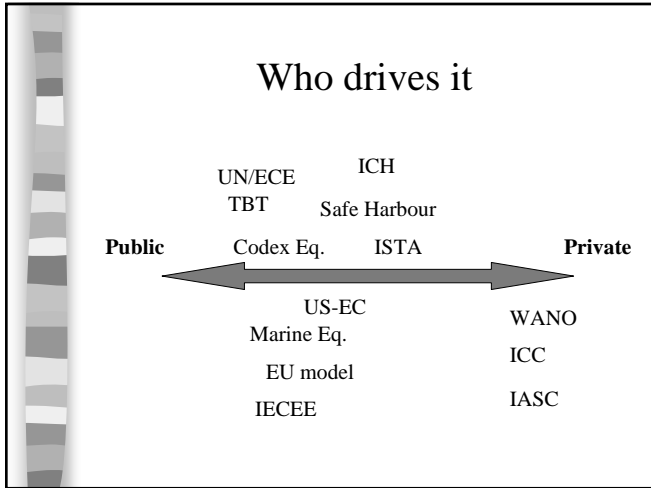 Who drives it
ICH
UN/ECE
TBT
Safe Harbour
Public Codex Eq. ISTA Private
US-EC
WANO
Marine Eq.
ICC
EU model
IASC
IECEE